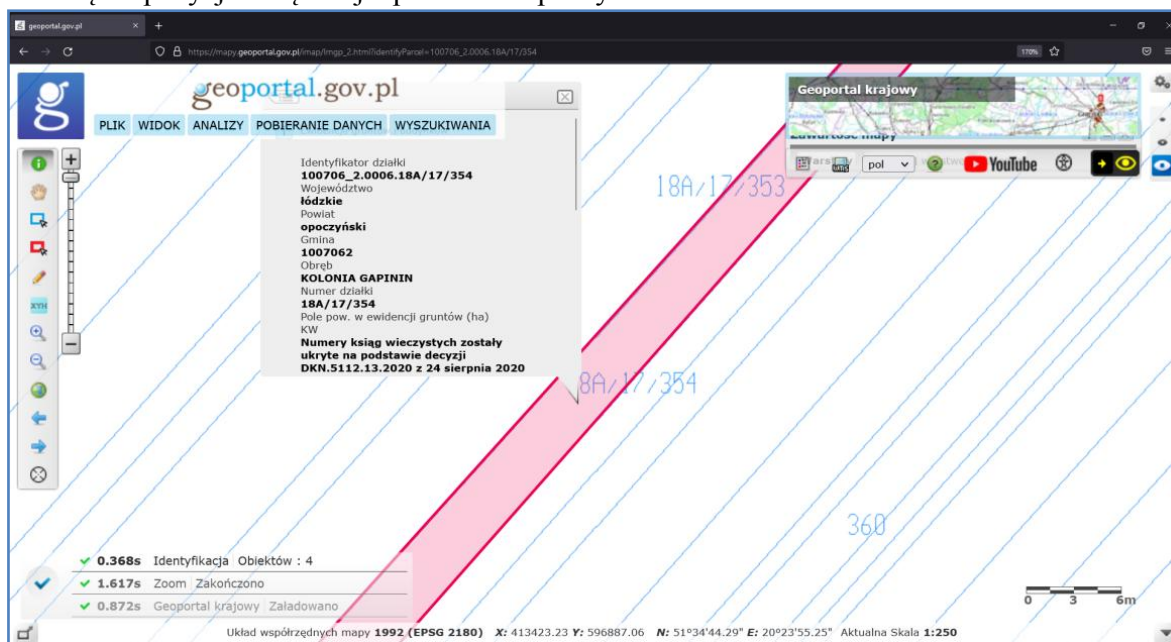 geoportal.gov.pl
https://mapy.geoportal.gov.pl/imap/Imgp_2.html?identifyParcel=100706_2.0006.18A/17/354
170%
geoportal.gov.pl
PLIK WIDOK ANALIZY POBIERANIE DANYCH WYSZUKIWANIA
Identyfikator działki
100706_2.0006.18A/17/354
Województwo
łódzkie
Powiat
opoczyński
Gmina
1007062
Obręb
KOLONIA GAPININ
Numer działki
18A/17/354
Pole pow. w ewidencji gruntów (ha)
KW
Numery ksiąg wieczystych zostały
ukryte na podstawie decyzji
DKN.5112.13.2020 z 24 sierpnia 2020
Geoportal krajowy
Zawartość mapy
pol
YouTube
XYH
18A/17/353
8A/17/354
360
0.368s Identyfikacja Obiektów : 4
1.617s Zoom Zakończono
0.872s Geoportal krajowy Załadowano
0 3 6m
Układ współrzędnych mapy 1992 (EPSG 2180) X: 413423.23 Y: 596887.06 N: 51°34'44.29" E: 20°23'55.25" Aktualna Skala 1:250